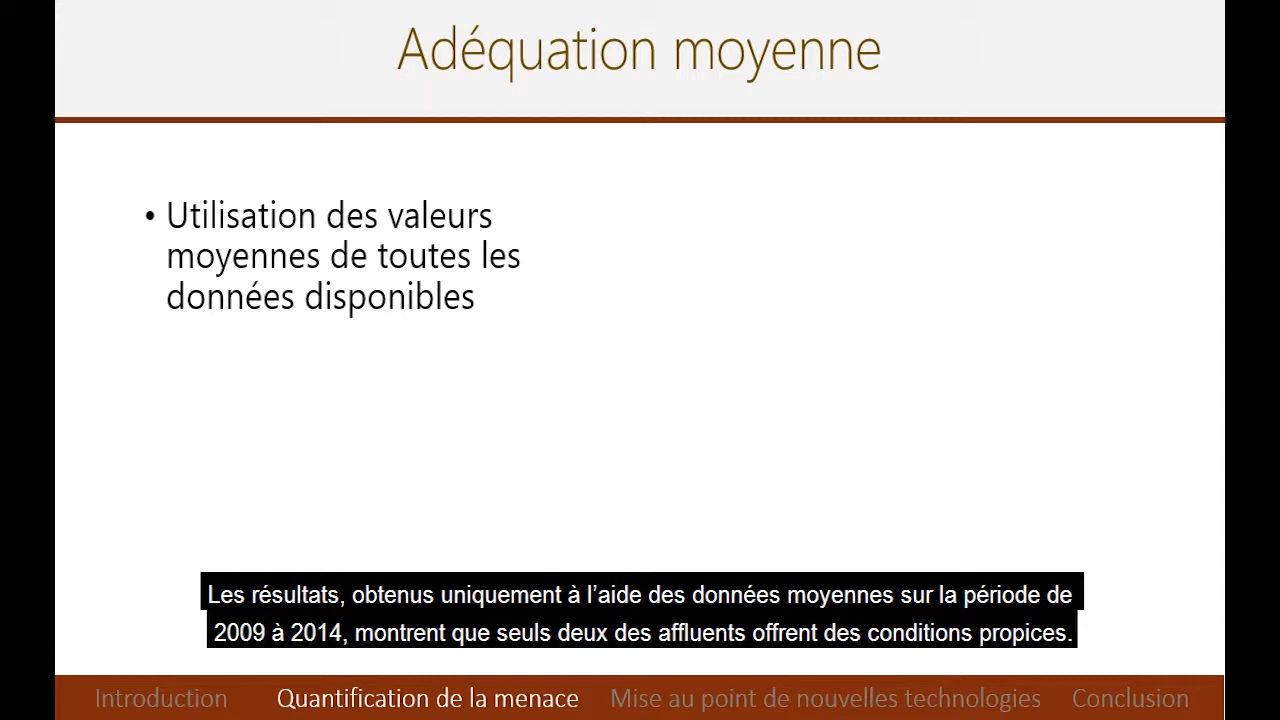 Adéquation moyenne
• Utilisation des valeurs
moyennes de toutes les
données disponibles
Les résultats, obtenus uniquement à l’aide des données moyennes sur la période de
2009 à 2014, montrent que seuls deux des affluents offrent des conditions propices.
Introduction Quantification de la menace Mise au point de nouvelles technologies Conclusion